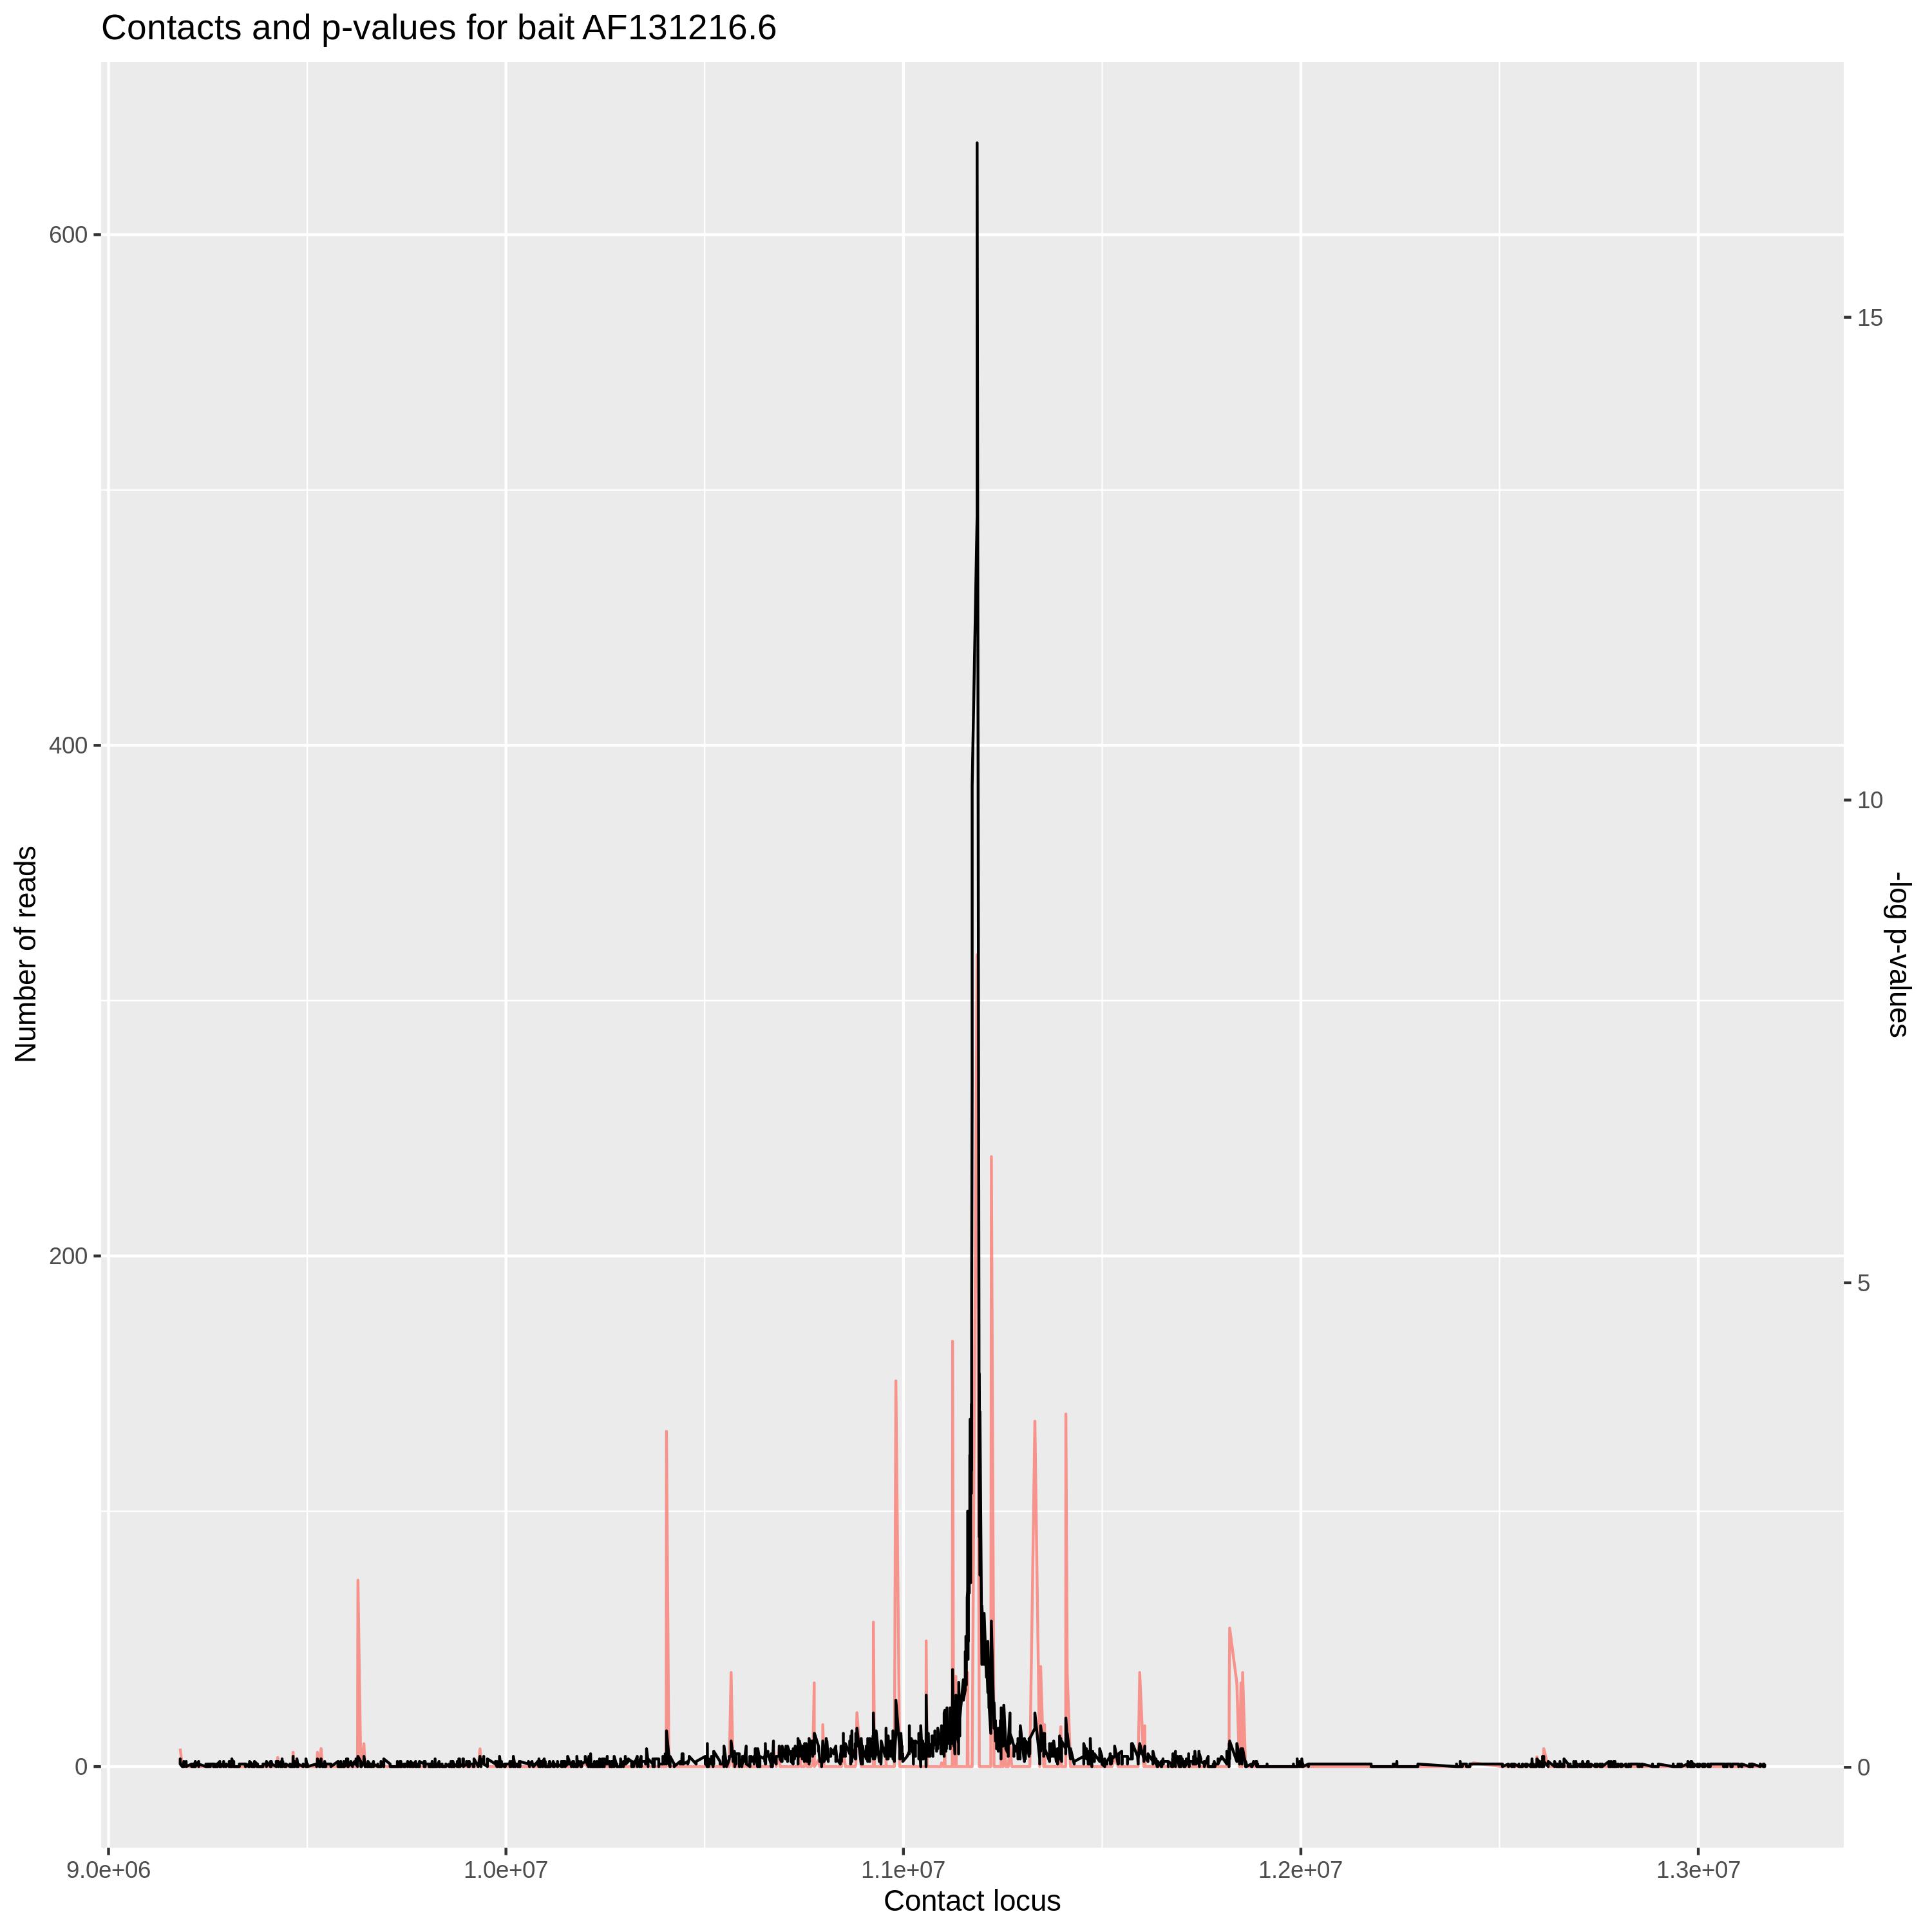 Contacts and p-values for bait AF131216.6
600
400
200
0
15
10
5
0
Number of reads
-log p-values
9.0e+06
1.0e+07
1.1e+07
1.2e+07
1.3e+07
Contact locus